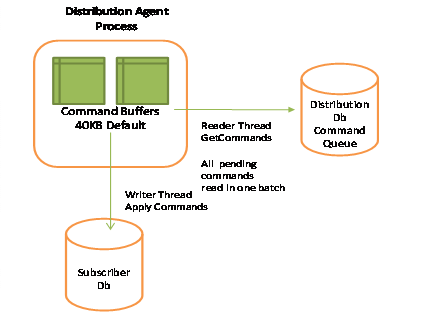 Distribution Agent
Process
Command Buffers
40KB Default
Reader Thread
GetCommands
All pending
commands
read in one batch
Distribution
Db
Command
Queue
Writer Thread
Apply Commands
Subscriber
Db